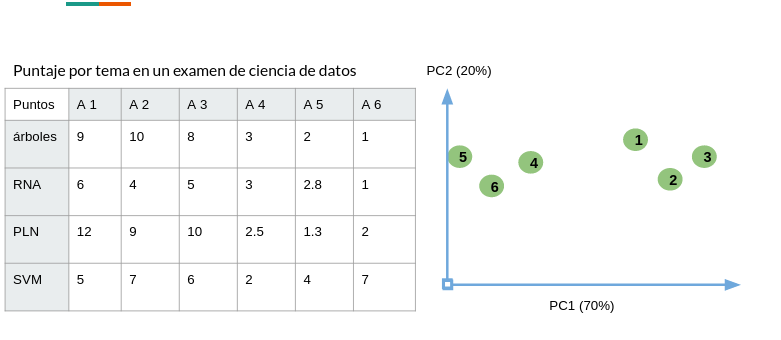 Puntaje por tema en un examen de ciencia de datos
Puntos A 1 A 2 A 3 A 4 A 5 A 6
árboles 9 10 8 3 2 1
RNA 6 4 5 3 2.8 1
PLN 12 9 10 2.5 1.3 2
SVM 5 7 6 2 4 7
PC2 (20%)
1
5 4 3
6 2
PC1 (70%)